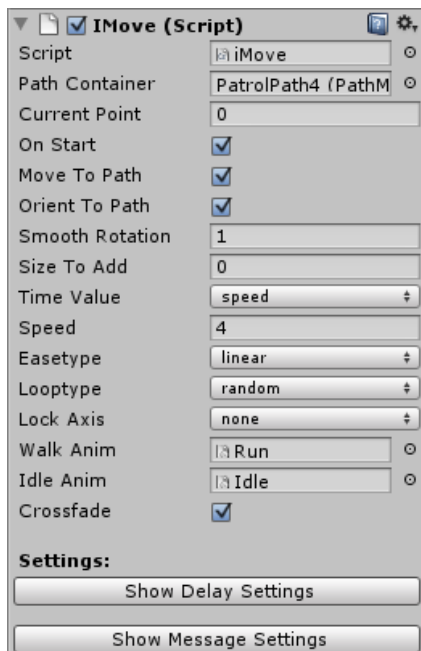 IMove (Script)
Script iMove
Path Container PatrolPath4 (PathM
Current Point 0
On Start
Move To Path
Orient To Path
Smooth Rotation 1
Size To Add 0
Time Value speed
Speed 4
Easetype linear
Looptype random
Lock Axis none
Walk Anim Run
Idle Anim Idle
Crossfade
Settings:
Show Delay Settings
Show Message Settings